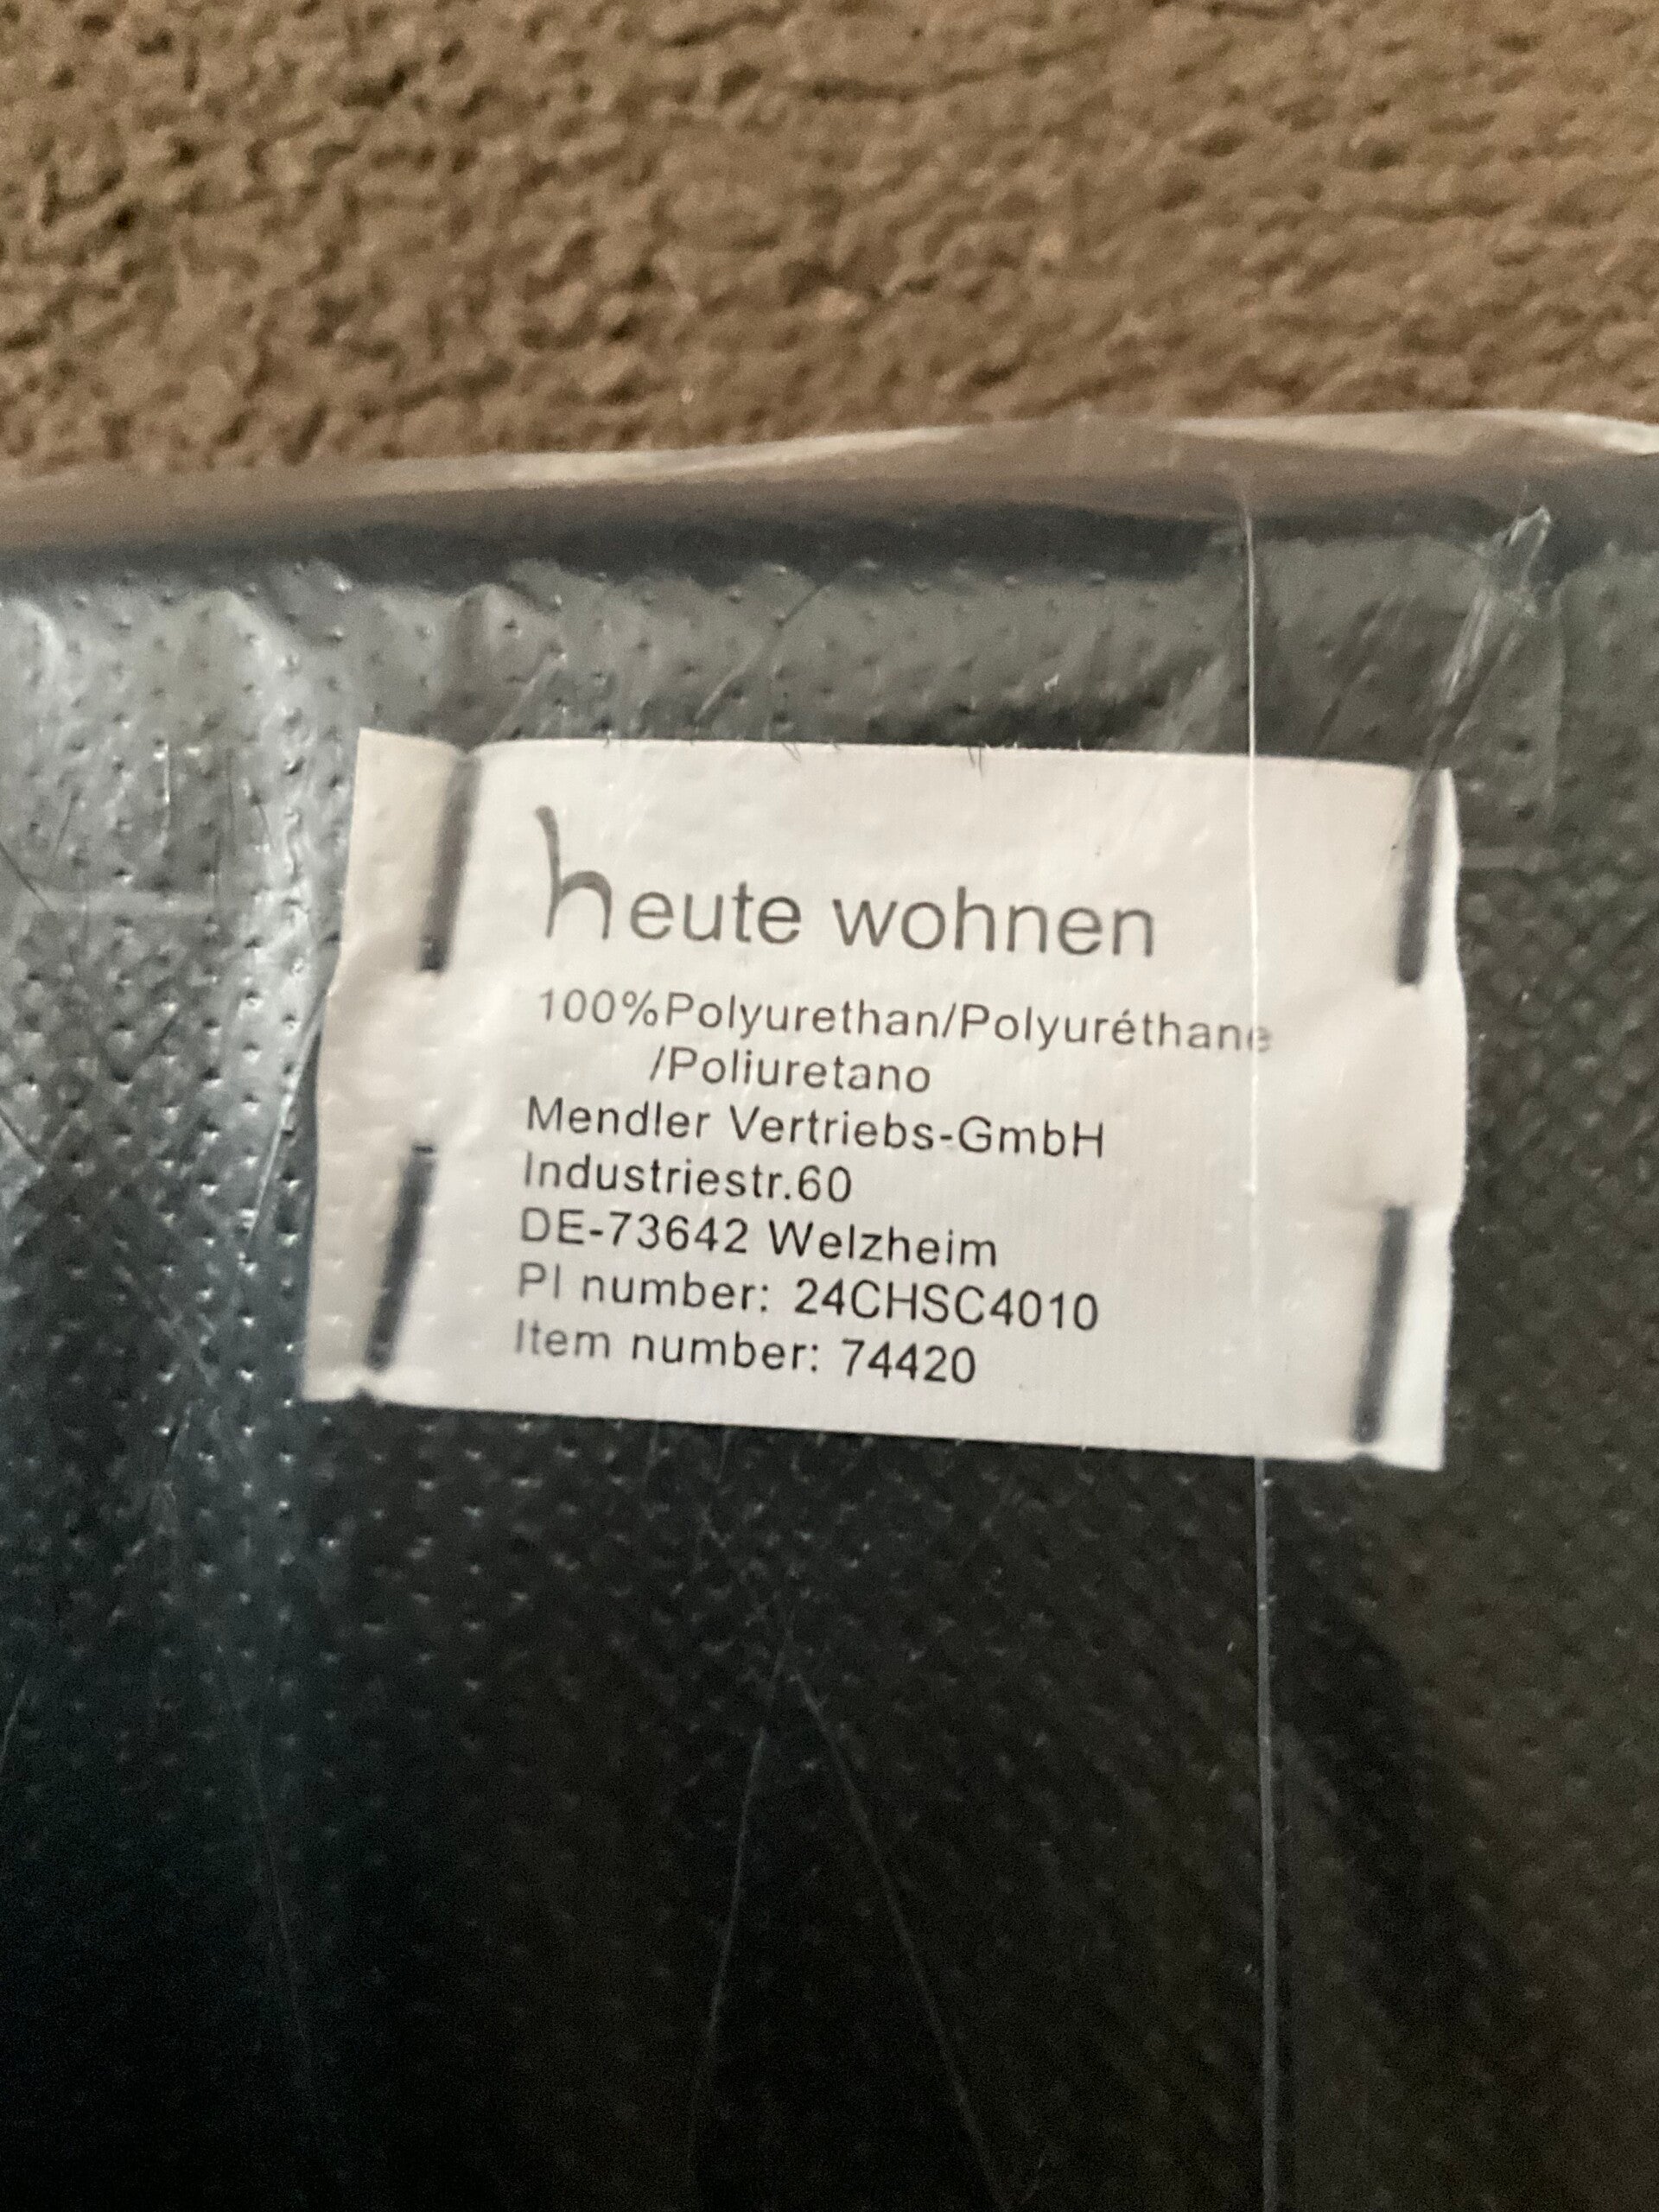 heute wohnen
100%Polyurethan/Polyuréthane
/Poliuretano
Mendler Vertriebs-GmbH
Industriestr.60
DE-73642 Welzheim
PI number: 24CHSC4010
Item number: 74420